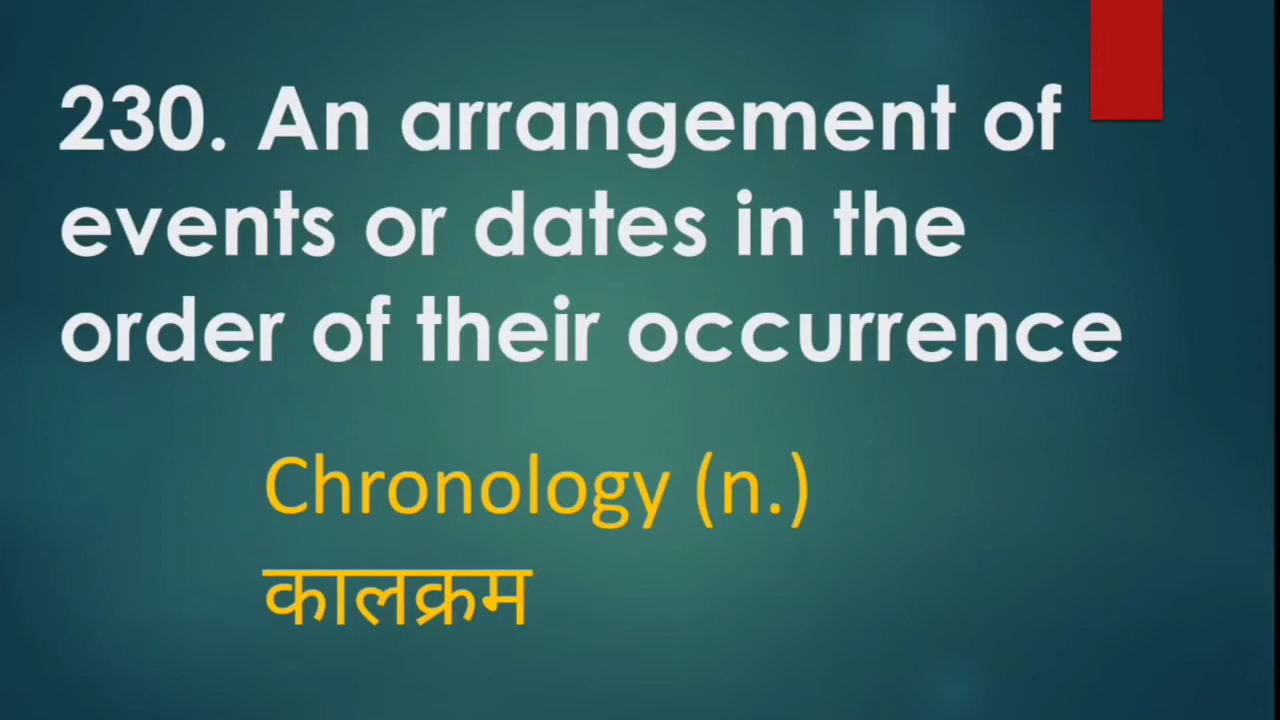 230. An arrangement of
events or dates in the
order of their occurrence
Chronology (n.)
कालक्रम